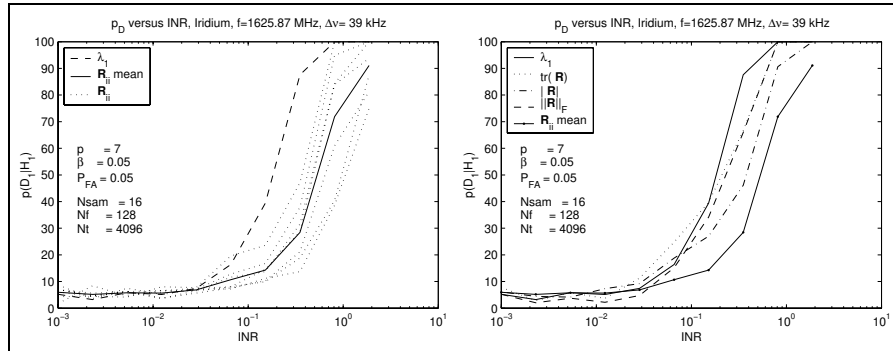 p_D versus INR, Iridium, f=1625.87 MHz, Δν= 39 kHz
p(D_1|H_1)
100
90
80
70
60
50
40
30
20
10
0
λ_1
R_ii mean
R_ii
p = 7
β = 0.05
P_FA = 0.05
Nsam = 16
Nf = 128
Nt = 4096
10^-3
10^-2
10^-1
10^0
10^1
INR
p_D versus INR, Iridium, f=1625.87 MHz, Δν= 39 kHz
p(D_1|H_1)
100
90
80
70
60
50
40
30
20
10
0
λ_1
tr( R)
| R|
||R||_F
R_ii mean
p = 7
β = 0.05
P_FA = 0.05
Nsam = 16
Nf = 128
Nt = 4096
10^-3
10^-2
10^-1
10^0
10^1
INR